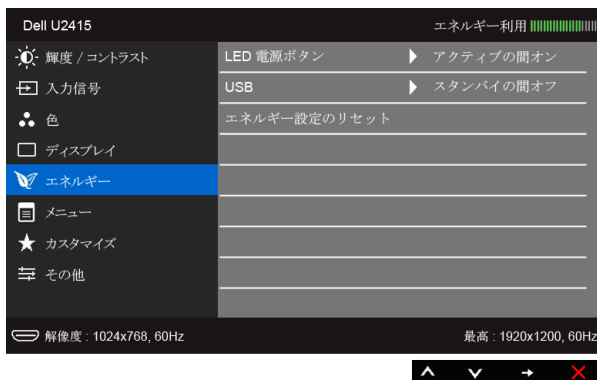 Dell U2415
エネルギー利用
輝度 / コントラスト
LED 電源ボタン
アクティブの間オン
入力信号
USB
スタンバイの間オフ
色
エネルギー設定のリセット
ディスプレイ
エネルギー
メニュー
カスタマイズ
その他
解像度 : 1024x768, 60Hz
最高 : 1920x1200, 60Hz